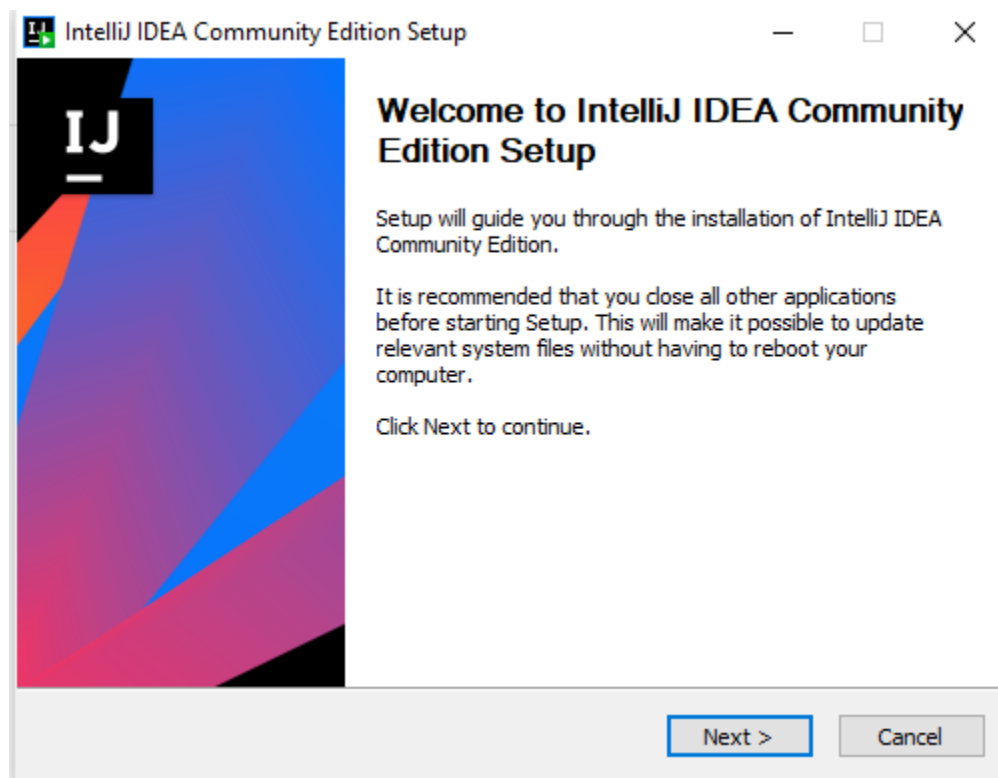 IntelliJ IDEA Community Edition Setup
IJ
Welcome to IntelliJ IDEA Community
Edition Setup
Setup will guide you through the installation of IntelliJ IDEA
Community Edition.
It is recommended that you close all other applications
before starting Setup. This will make it possible to update
relevant system files without having to reboot your
computer.
Click Next to continue.
Next >
Cancel